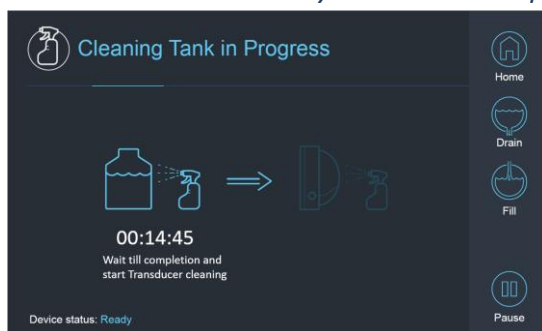 Cleaning Tank in Progress
Home
Drain
Fill
00:14:45
Wait till completion and
start Transducer cleaning
Device status: Ready
Pause